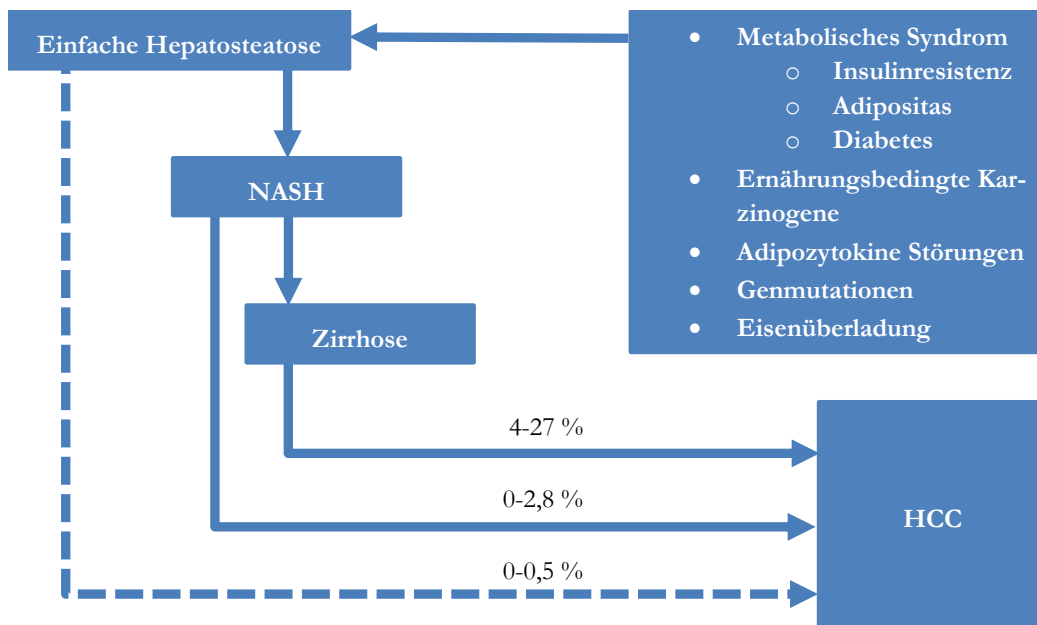 Einfache Hepatosteatose
• Metabolisches Syndrom
o Insulinresistenz
o Adipositas
o Diabetes
• Ernährungsbedingte Kar-
zinogene
• Adipozytokine Störungen
• Genmutationen
• Eisenüberladung
NASH
Zirrhose
4-27 %
0-2,8 %
0-0,5 %
HCC